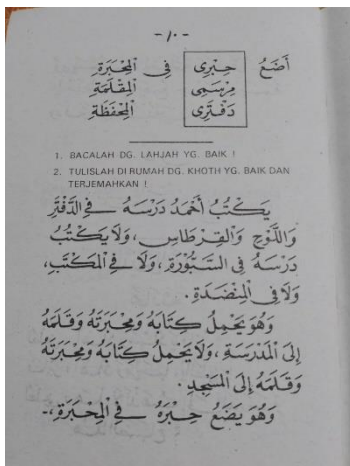 - ١٠ -
أَضَعُ حِبْرِى فِى الْمِحْبَرَةِ
مِرْسَمِى الْمِقْلَمَةِ
دَفْتَرِى الْمِحْفَظَةِ
1. BACALAH DG. LAHJAH YG. BAIK !
2. TULISLAH DI RUMAH DG. KHOTH YG. BAIK DAN
TERJEMAHKAN !
يَكْتُبُ أَحْمَدُ دَرْسَهُ فِى الدَّفْتَرِ
وَاللَّوْحِ وَالْقِرْطَاسِ، وَلَا يَكْتُبُ
دَرْسَهُ فِى السَّبُّورَةِ، وَلَا فِى الْمَكْتَبِ،
وَلَا فِى الْمِنْضَدَةِ.
وَهُوَ يَحْمِلُ كِتَابَهُ وَمِحْبَرَتَهُ وَقَلَمَهُ
إِلَى الْمَدْرَسَةِ، وَلَا يَحْمِلُ كِتَابَهُ وَمِحْبَرَتَهُ
وَقَلَمَهُ إِلَى الْمَسْجِدِ.
وَهُوَ يَضَعُ حِبْرَهُ فِى الْمِحْبَرَةِ،-